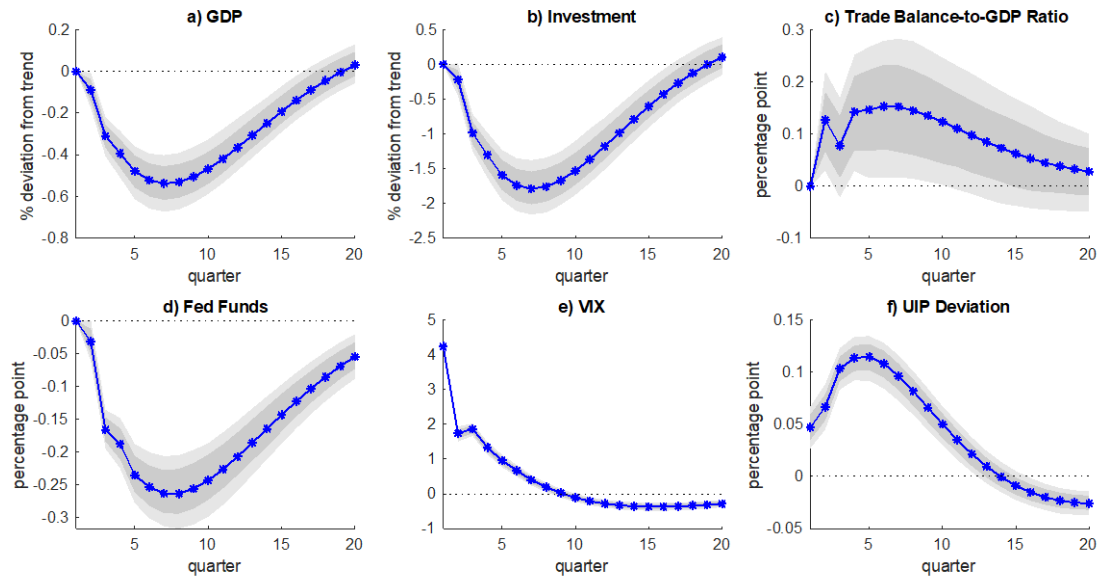 a) GDP
0.2
0
-0.2
-0.4
-0.6
-0.8
% deviation from trend
5 10 15 20
quarter
b) Investment
0.5
0
-0.5
-1
-1.5
-2
-2.5
% deviation from trend
5 10 15 20
quarter
c) Trade Balance-to-GDP Ratio
0.3
0.2
0.1
0
-0.1
percentage point
5 10 15 20
quarter
d) Fed Funds
0
-0.05
-0.1
-0.15
-0.2
-0.25
-0.3
percentage point
5 10 15 20
quarter
e) VIX
5
4
3
2
1
0
-1
5 10 15 20
quarter
f) UIP Deviation
0.15
0.1
0.05
0
-0.05
percentage point
5 10 15 20
quarter